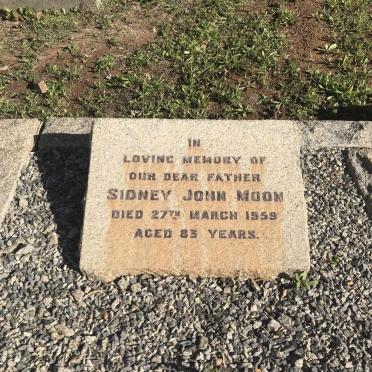 IN
LOVING MEMORY OF
OUR DEAR FATHER
SIDNEY JOHN MOON
DIED 27TH MARCH 1959
AGED 83 YEARS.